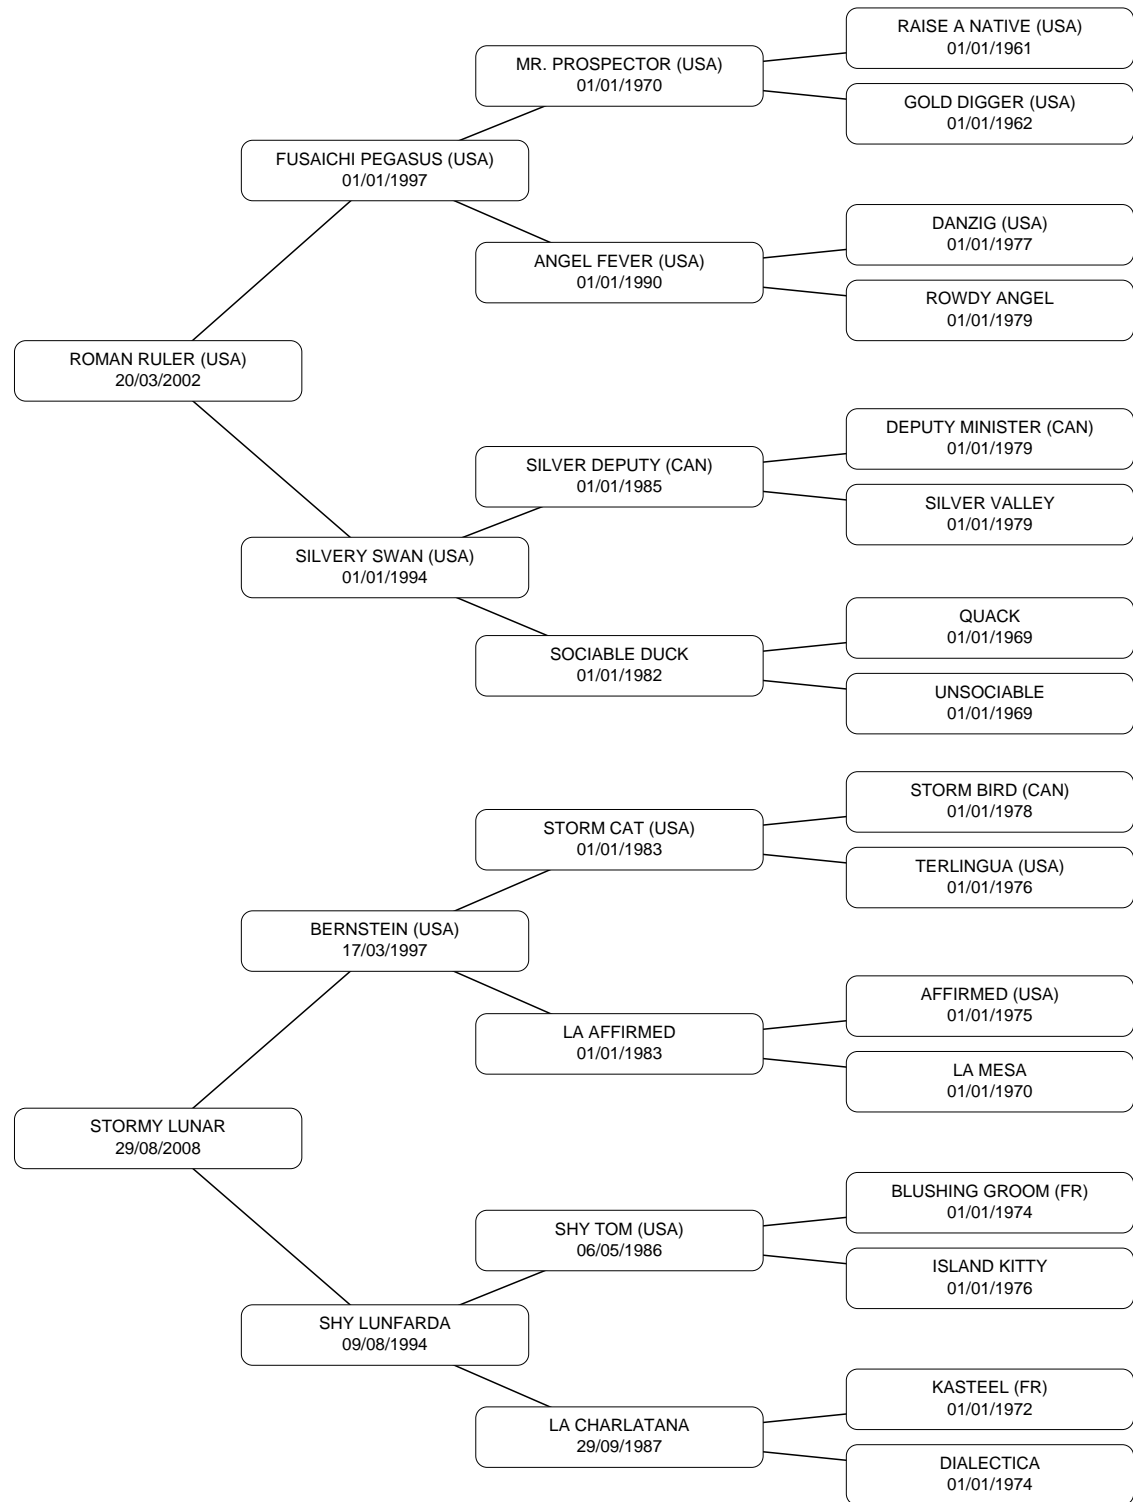 RAISE A NATIVE (USA)
01/01/1961
MR. PROSPECTOR (USA)
01/01/1970
GOLD DIGGER (USA)
01/01/1962
FUSAICHI PEGASUS (USA)
01/01/1997
DANZIG (USA)
01/01/1977
ANGEL FEVER (USA)
01/01/1990
ROWDY ANGEL
01/01/1979
ROMAN RULER (USA)
20/03/2002
DEPUTY MINISTER (CAN)
01/01/1979
SILVER DEPUTY (CAN)
01/01/1985
SILVER VALLEY
01/01/1979
SILVERY SWAN (USA)
01/01/1994
QUACK
01/01/1969
SOCIABLE DUCK
01/01/1982
UNSOCIABLE
01/01/1969
STORM BIRD (CAN)
01/01/1978
STORM CAT (USA)
01/01/1983
TERLINGUA (USA)
01/01/1976
BERNSTEIN (USA)
17/03/1997
AFFIRMED (USA)
01/01/1975
LA AFFIRMED
01/01/1983
LA MESA
01/01/1970
STORMY LUNAR
29/08/2008
BLUSHING GROOM (FR)
01/01/1974
SHY TOM (USA)
06/05/1986
ISLAND KITTY
01/01/1976
SHY LUNFARDA
09/08/1994
KASTEEL (FR)
01/01/1972
LA CHARLATANA
29/09/1987
DIALECTICA
01/01/1974